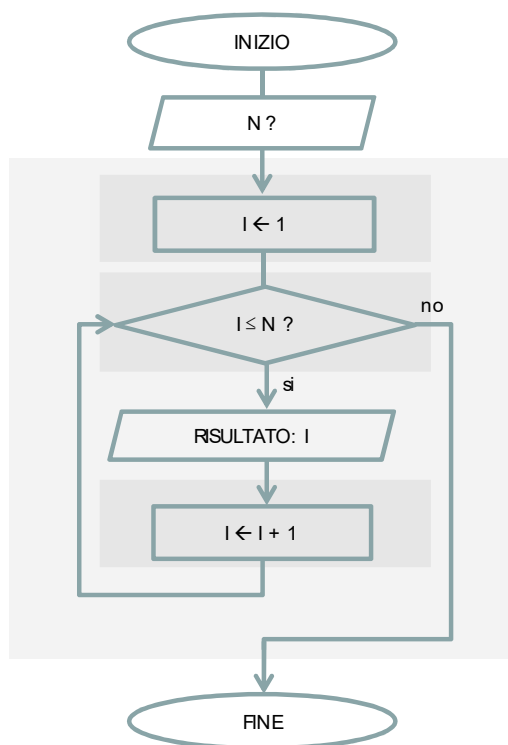 INIZIO
N ?
I ← 1
I ≤ N ?
no
si
RISULTATO: I
I ← I + 1
FINE